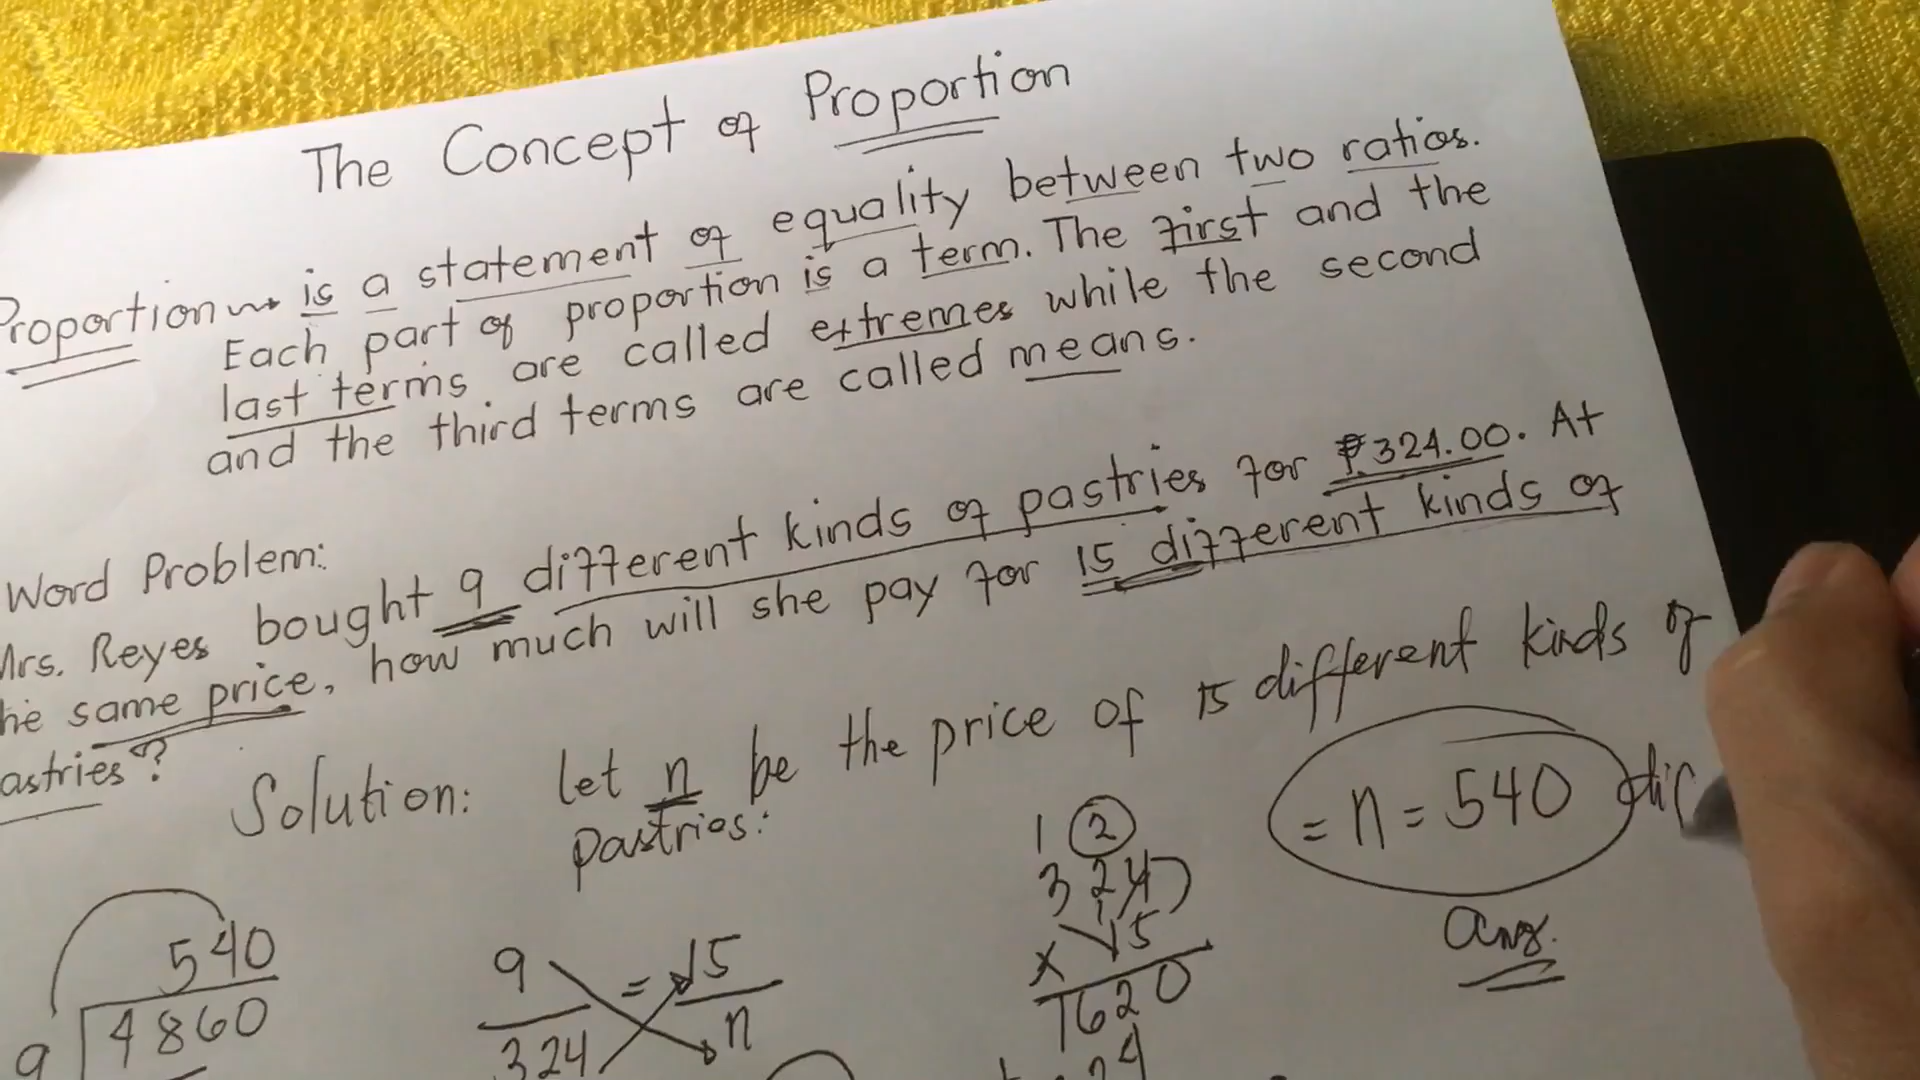 The Concept of Proportion
Proportion is a statement of equality between two ratios.
Each part of proportion is a term. The first and the
last terms are called extremes while the second
and the third terms are called means.
Word Problem:
Mrs. Reyes bought 9 different kinds of pastries for ₱324.00. At
he same price, how much will she pay for 15 different kinds of
astries?
Solution: let n be the price of 15 different kinds of
pastries:
= n = 540
ans.
1 2
324
x 15
1620
540
9 4860
9 = 15
324 n